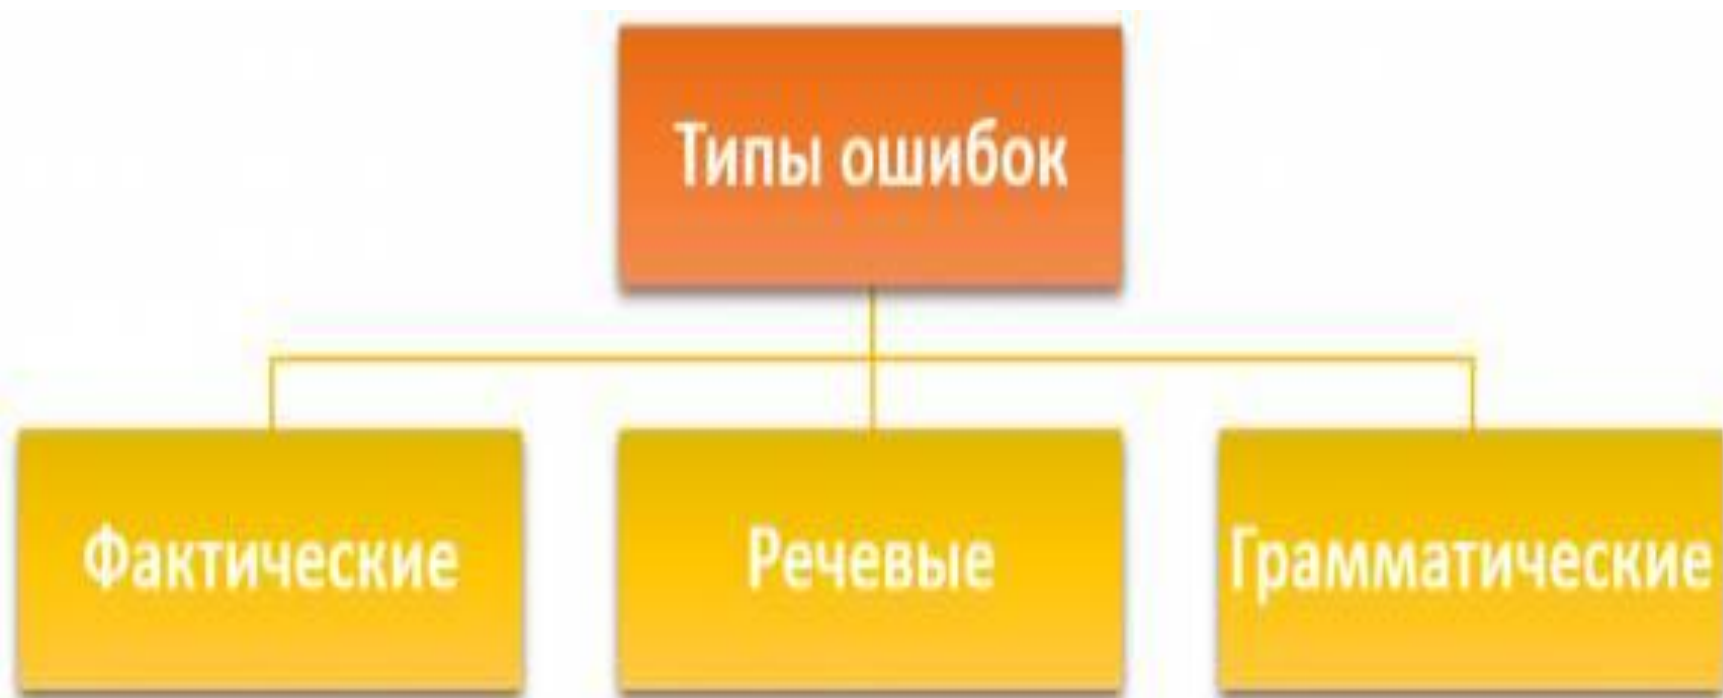 Типы ошибок
Фактические
Речевые
Грамматические